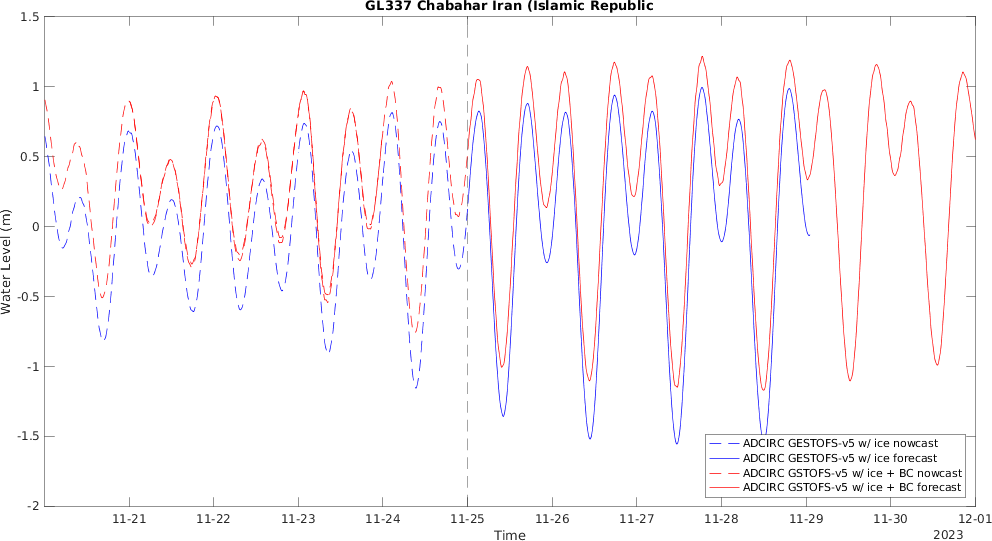 GL337 Chabahar Iran (Islamic Republic
1.5
1
0.5
0
-0.5
-1
-1.5
-2
Water Level (m)
ADCIRC GESTOFS-v5 w/ ice nowcast
ADCIRC GESTOFS-v5 w/ ice forecast
ADCIRC GSTOFS-v5 w/ ice + BC nowcast
ADCIRC GSTOFS-v5 w/ ice + BC forecast
11-21 11-22 11-23 11-24 11-25 11-26 11-27 11-28 11-29 11-30 12-01
Time
2023